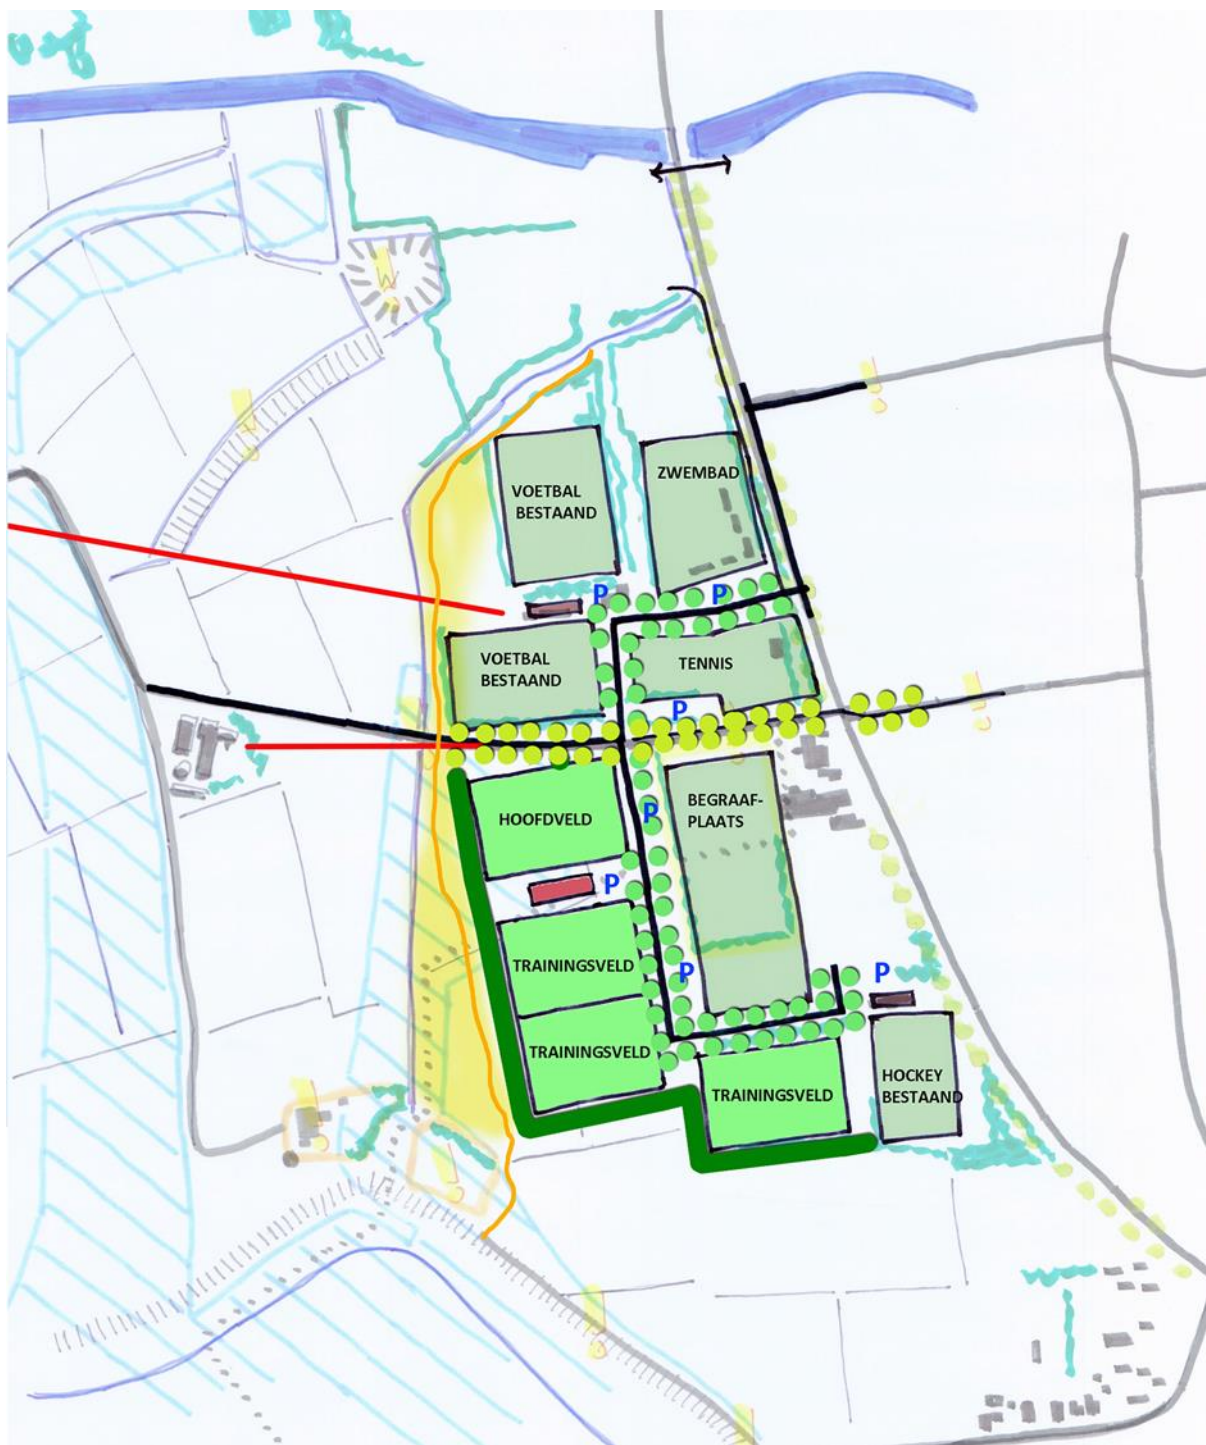 VOETBAL
BESTAAND
ZWEMBAD
P
P
VOETBAL
BESTAAND
TENNIS
P
HOOFDVELD
BEGRAAF-
PLAATS
P
P
TRAININGSVELD
P
P
TRAININGSVELD
TRAININGSVELD
HOCKEY
BESTAAND